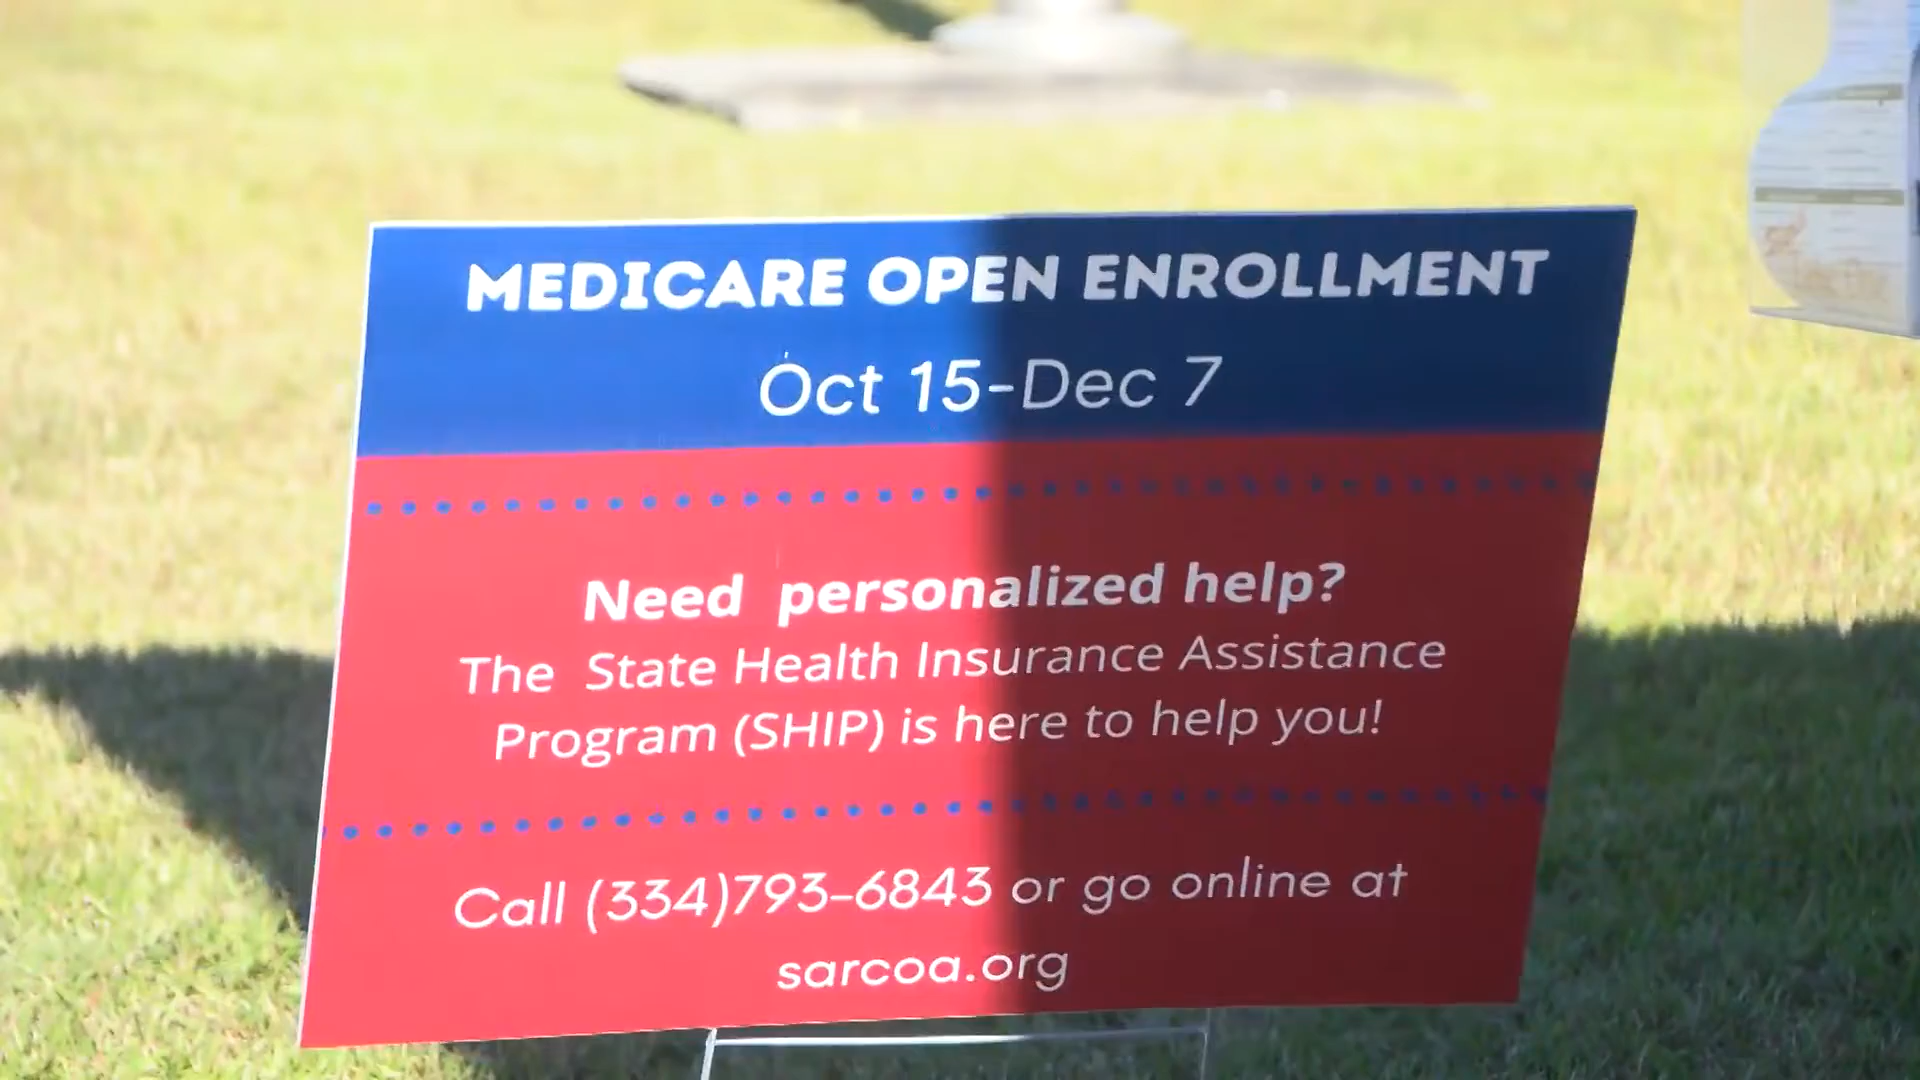 MEDICARE OPEN ENROLLMENT
Oct 15-Dec 7
Need personalized help?
The State Health Insurance Assistance
Program (SHIP) is here to help you!
Call (334)793-6843 or go online at
sarcoa.org